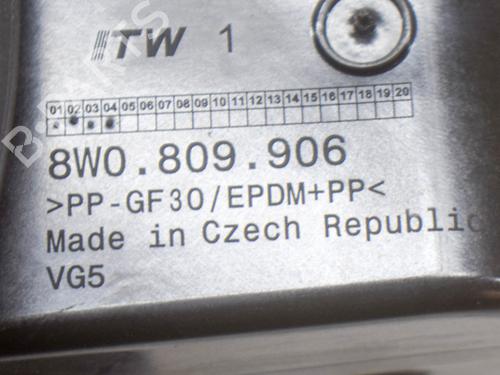 ITW 1
01 02 03 04 05 06 07 08 09 10 11 12 13 14 15 16 17 18 19 20
8W0.809.906
>PP-GF30/EPDM+PP<
Made in Czech Republic
VG5